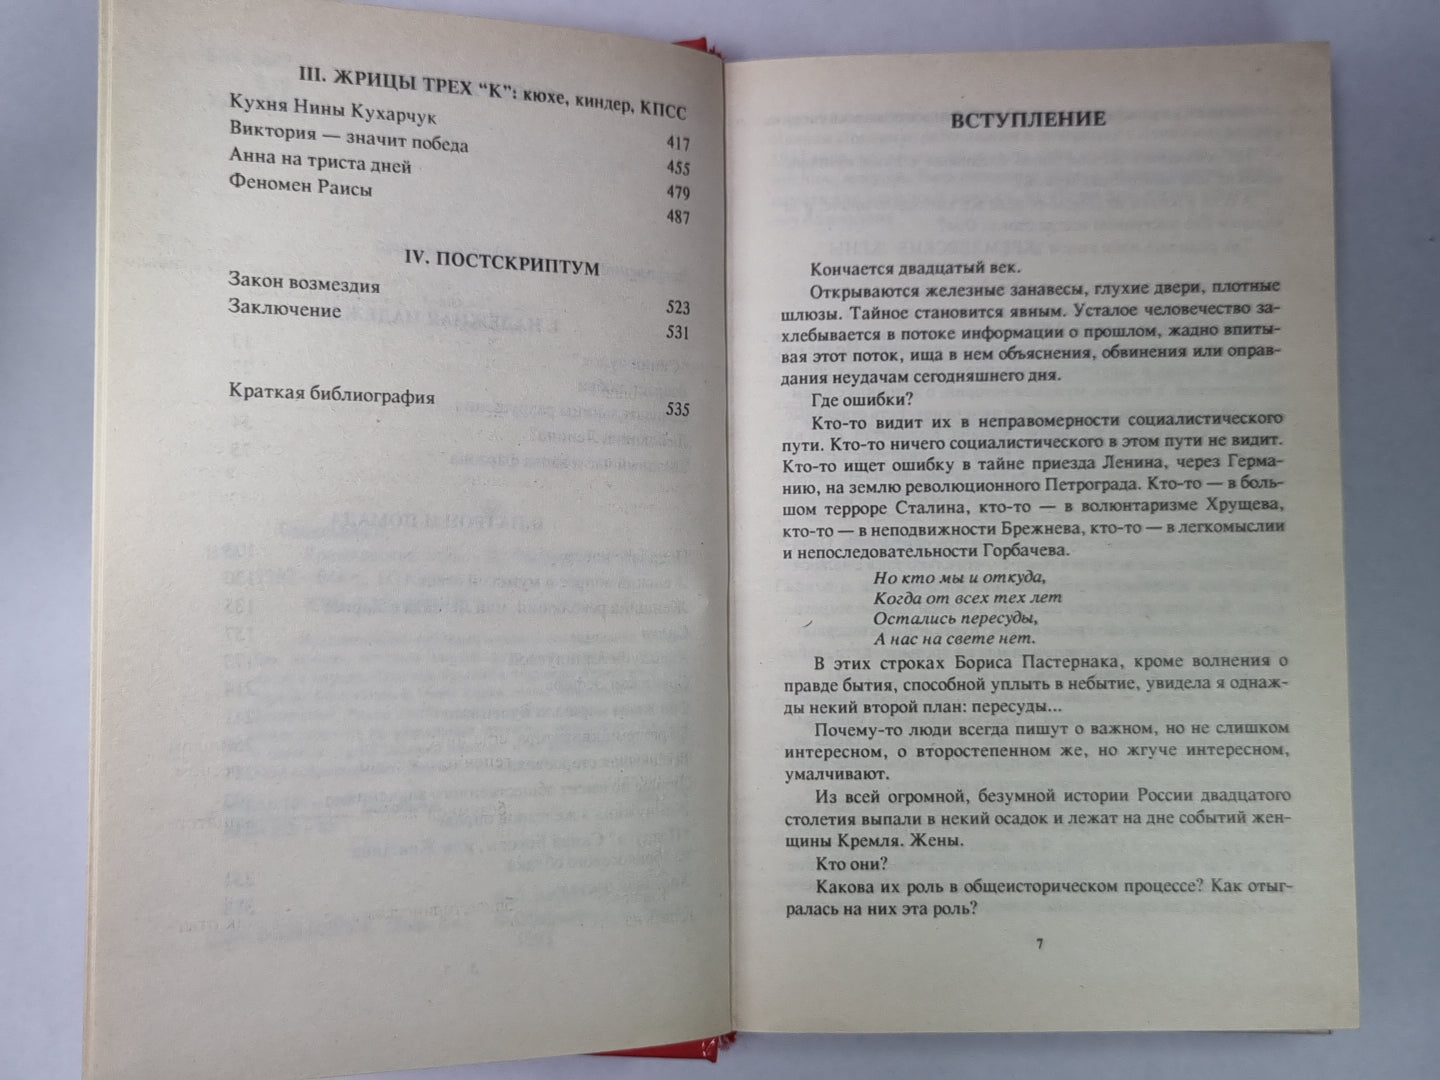 III. ЖРИЦЫ ТРЕХ “К”: кюхе, киндер, КПСС
Кухня Нины Кухарчук 417
Виктория — значит победа 455
Анна на триста дней 479
Феномен Раисы 487
IV. ПОСТСКРИПТУМ
Закон возмездия 523
Заключение 531
Краткая библиография 535
ВСТУПЛЕНИЕ
Кончается двадцатый век.
Открываются железные занавесы, глухие двери, плотные
шлюзы. Тайное становится явным. Усталое человечество за-
хлебывается в потоке информации о прошлом, жадно впиты-
вая этот поток, ища в нем объяснения, обвинения или оправ-
дания неудачам сегодняшнего дня.
Где ошибки?
Кто-то видит их в неправомерности социалистического
пути. Кто-то ничего социалистического в этом пути не видит.
Кто-то ищет ошибку в тайне приезда Ленина, через Герма-
нию, на землю революционного Петрограда. Кто-то — в боль-
шом терроре Сталина, кто-то — в волюнтаризме Хрущева,
кто-то — в неподвижности Брежнева, кто-то — в легкомыслии
и непоследовательности Горбачева.
Но кто мы и откуда,
Когда от всех тех лет
Остались пересуды,
А нас на свете нет.
В этих строках Бориса Пастернака, кроме волнения о
правде бытия, способной уплыть в небытие, увидела я однаж-
ды некий второй план: пересуды...
Почему-то люди всегда пишут о важном, но не слишком
интересном, о второстепенном же, но жгуче интересном,
умалчивают.
Из всей огромной, безумной истории России двадцатого
столетия выпали в некий осадок и лежат на дне событий жен-
щины Кремля. Жены.
Кто они?
Какова их роль в общеисторическом процессе? Как отыг-
ралась на них эта роль?
7